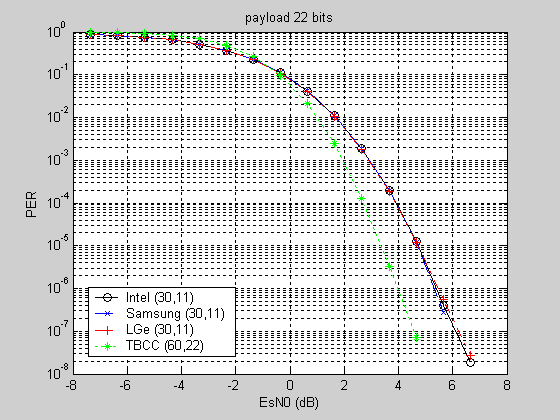 payload 22 bits
PER
10^0
10^-1
10^-2
10^-3
10^-4
10^-5
10^-6
10^-7
10^-8
Intel (30,11)
Samsung (30,11)
LGe (30,11)
TBCC (60,22)
-8 -6 -4 -2 0 2 4 6 8
EsN0 (dB)